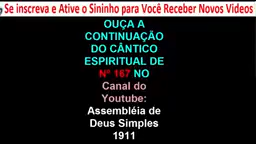 Se inscreva e Ative o Sininho para Você Receber Novos Videos
OUÇA A
CONTINUAÇÃO
DO CÂNTICO
ESPIRITUAL DE
Nº 167 NO
Canal do
Youtube:
Assembléia de
Deus Simples
1911